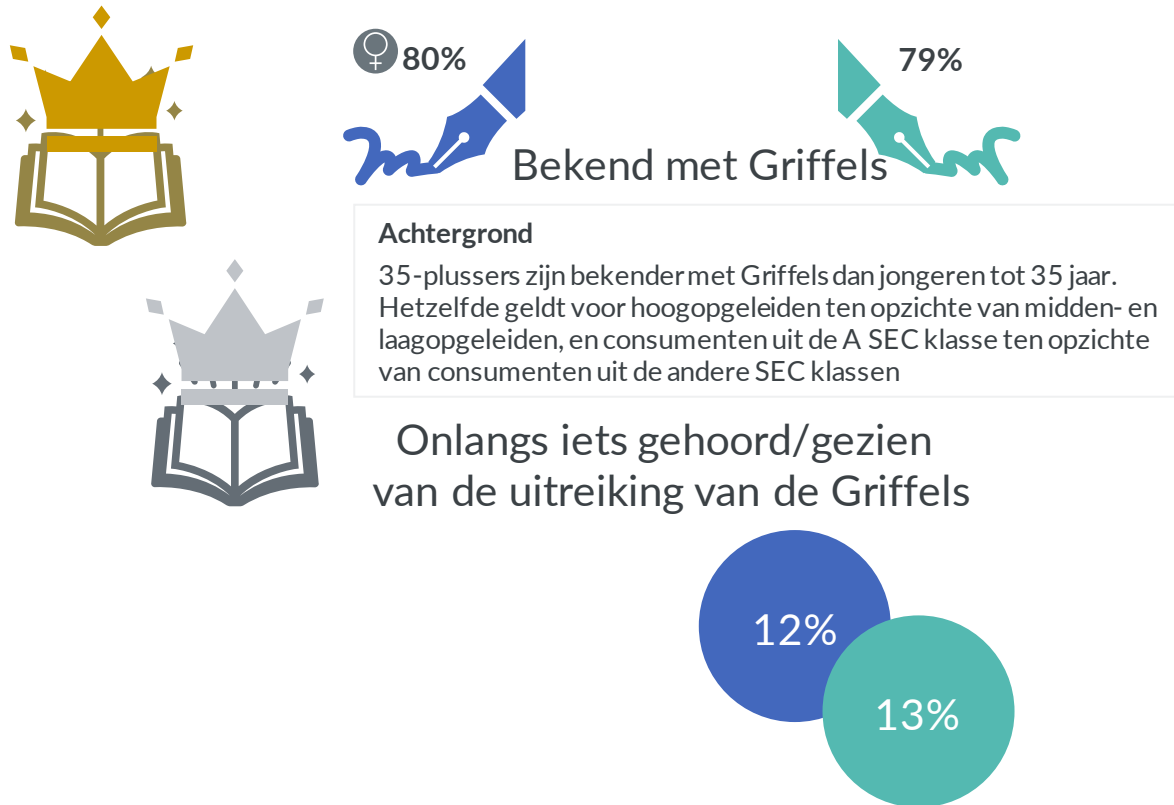 80%
79%
Bekend met Griffels
Achtergrond
35-plussers zijn bekender met Griffels dan jongeren tot 35 jaar.
Hetzelfde geldt voor hoogopgeleiden ten opzichte van midden- en
laagopgeleiden, en consumenten uit de A SEC klasse ten opzichte
van consumenten uit de andere SEC klassen
Onlangs iets gehoord/gezien
van de uitreiking van de Griffels
12%
13%